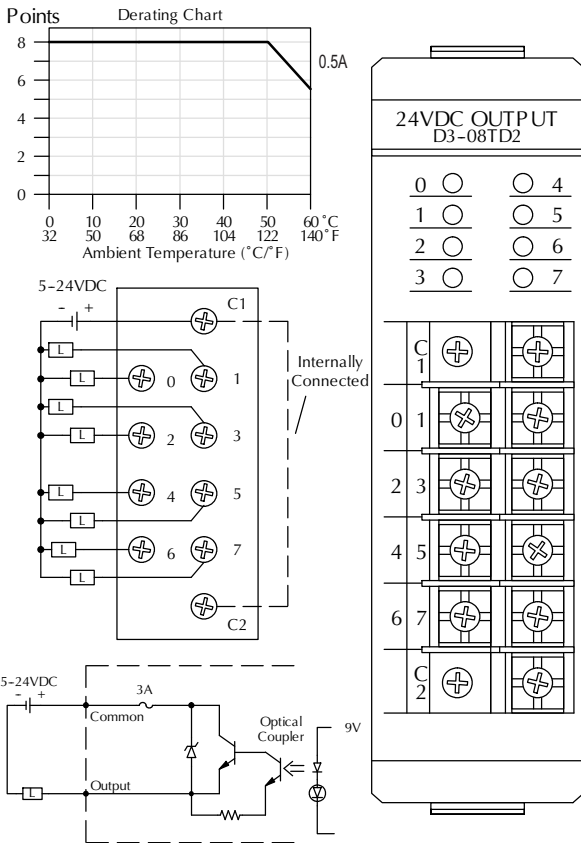 Points
Derating Chart
8
6
4
2
0
0.5A
0 10 20 30 40 50 60˚C
32 50 68 86 104 122 140˚F
Ambient Temperature (˚C/˚F)
5-24VDC
- +
C1
L
L
0 1
L
L
2 3
L
4 5
L
L
6 7
L
C2
Internally
Connected
5-24VDC
- +
3A
Common
Optical
Coupler
9V
Output
L
24VDC OUTPUT
D3-08TD2
0 4
1 5
2 6
3 7
C
1
0 1
2 3
4 5
6 7
C
2